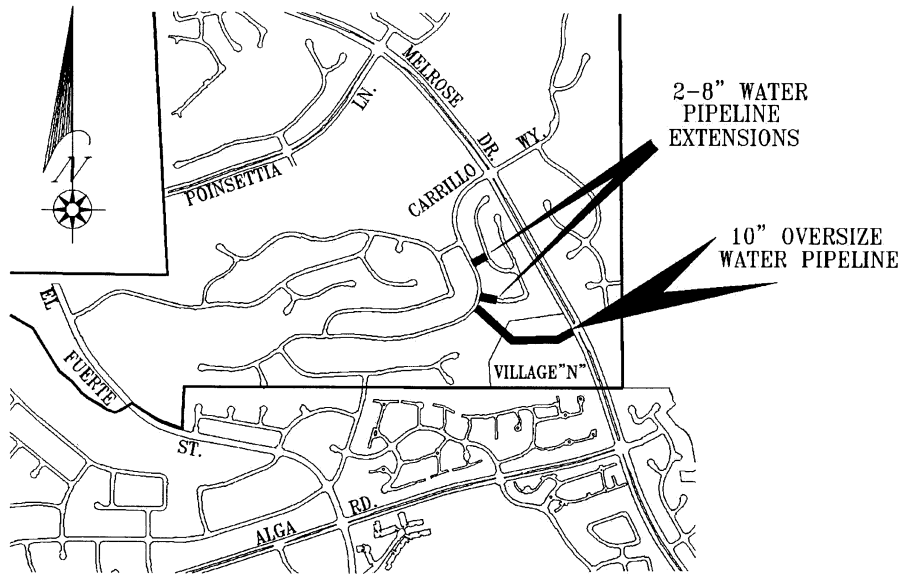 MELROSE
DR.
2-8" WATER
PIPELINE
EXTENSIONS
LN.
POINSETTIA
WY.
CARRILLO
N
10" OVERSIZE
WATER PIPELINE
EL
FUERTE
ST.
VILLAGE"N"
ALGA
RD.